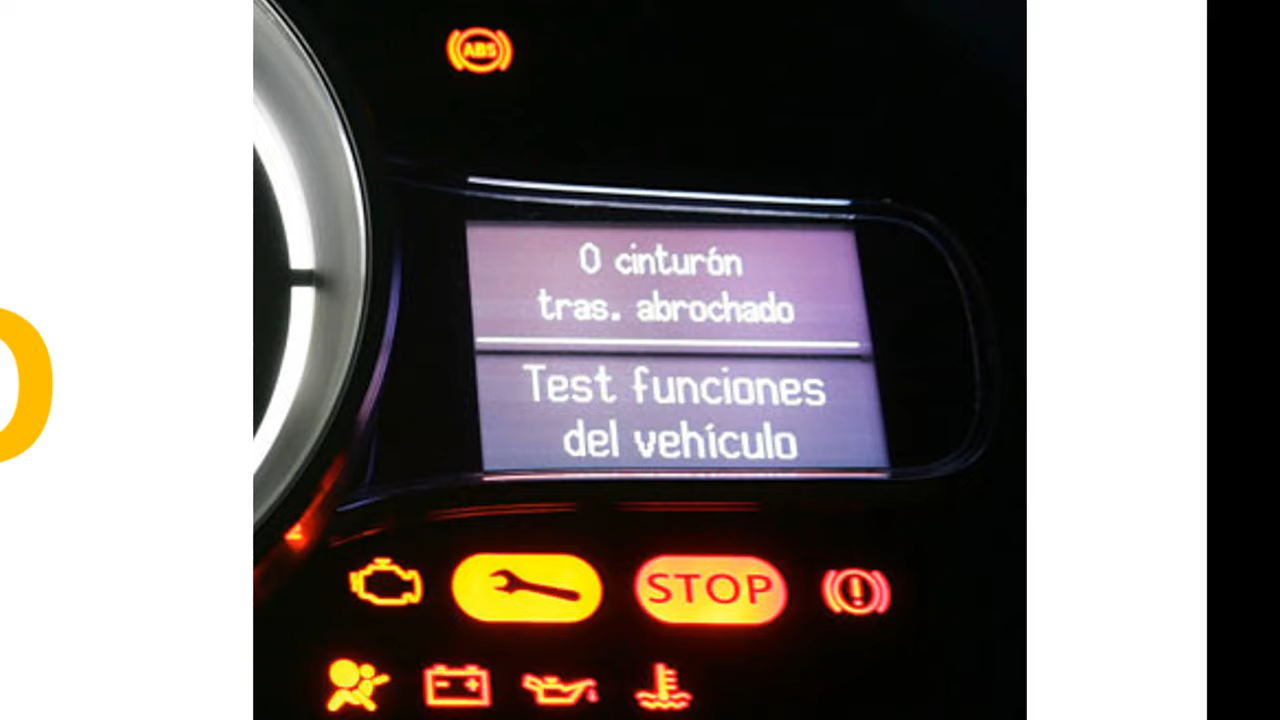 ABS
0 cinturón
tras. abrochado
Test funciones
del vehículo
STOP